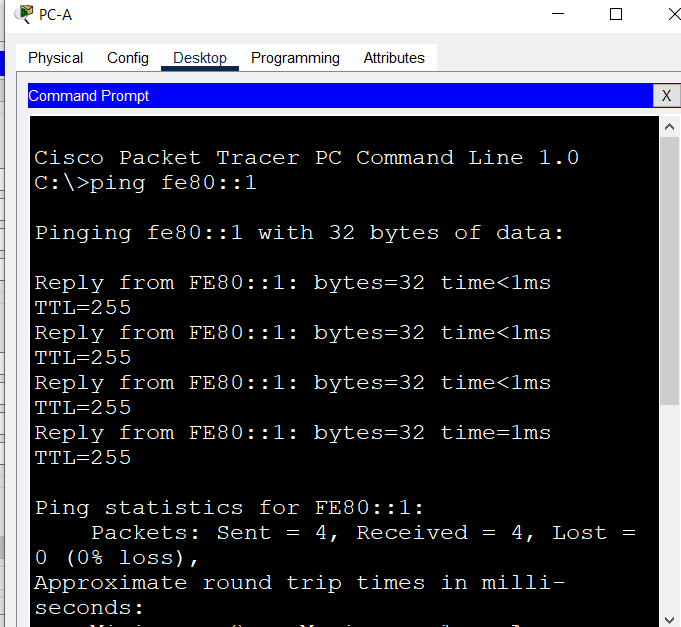 PC-A
Physical Config Desktop Programming Attributes
Command Prompt X
Cisco Packet Tracer PC Command Line 1.0
C:\>ping fe80::1
Pinging fe80::1 with 32 bytes of data:
Reply from FE80::1: bytes=32 time<1ms
TTL=255
Reply from FE80::1: bytes=32 time<1ms
TTL=255
Reply from FE80::1: bytes=32 time<1ms
TTL=255
Reply from FE80::1: bytes=32 time=1ms
TTL=255
Ping statistics for FE80::1:
Packets: Sent = 4, Received = 4, Lost =
0 (0% loss),
Approximate round trip times in milli-
seconds: